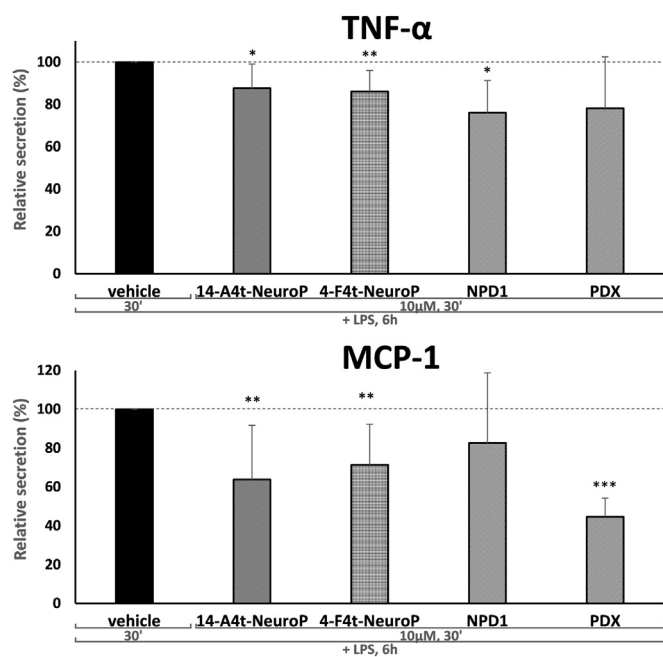 TNF-α
Relative secretion (%)
100
80
60
40
20
0
* ** *
vehicle 14-A4t-NeuroP 4-F4t-NeuroP NPD1 PDX
30' 10µM, 30'
+ LPS, 6h
MCP-1
Relative secretion (%)
120
100
80
60
40
20
0
** ** ***
vehicle 14-A4t-NeuroP 4-F4t-NeuroP NPD1 PDX
30' 10µM, 30'
+ LPS, 6h